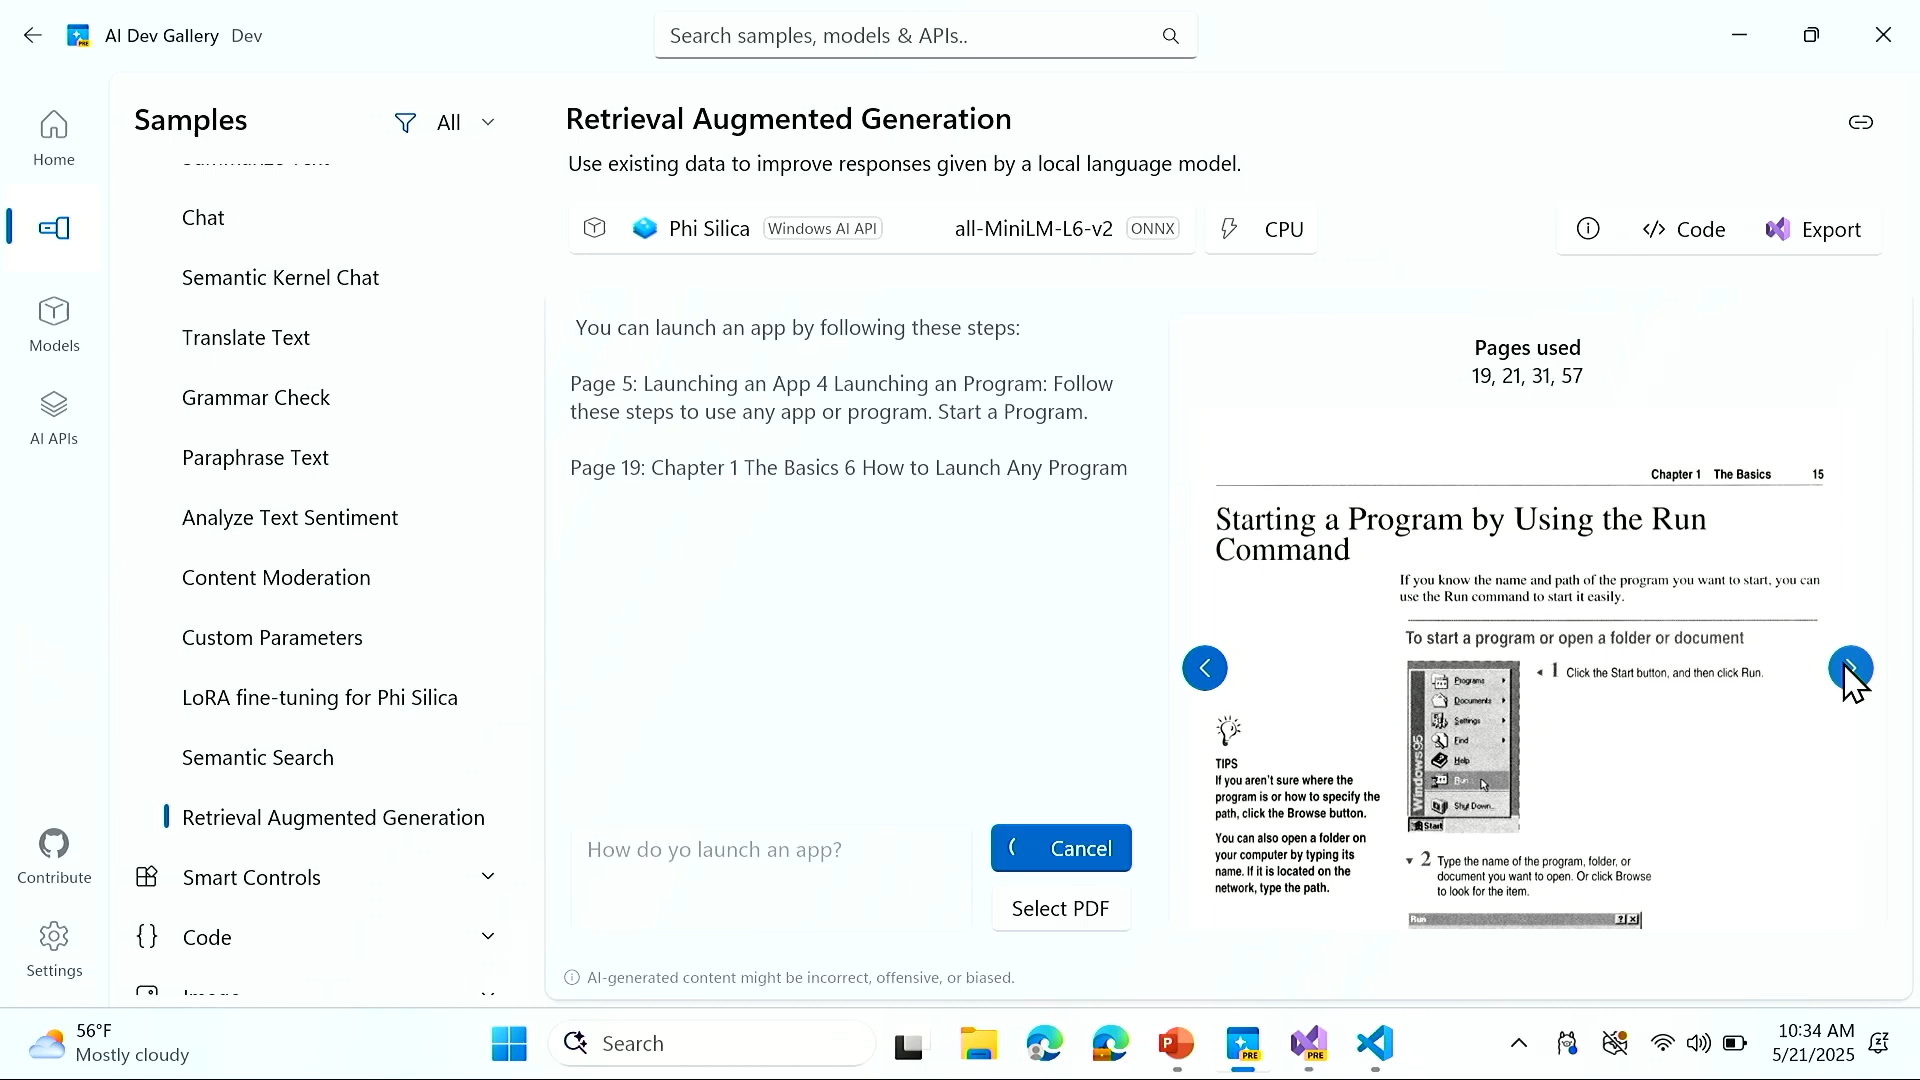 AI Dev Gallery Dev
Search samples, models & APIs..
Home
Models
AI APIs
Contribute
Settings
Samples
All
Chat
Semantic Kernel Chat
Translate Text
Grammar Check
Paraphrase Text
Analyze Text Sentiment
Content Moderation
Custom Parameters
LoRA fine-tuning for Phi Silica
Semantic Search
Retrieval Augmented Generation
Smart Controls
Code
Retrieval Augmented Generation
Use existing data to improve responses given by a local language model.
Phi Silica Windows AI API
all-MiniLM-L6-v2 ONNX
CPU
</> Code
Export
You can launch an app by following these steps:
Page 5: Launching an App 4 Launching an Program: Follow
these steps to use any app or program. Start a Program.
Page 19: Chapter 1 The Basics 6 How to Launch Any Program
How do yo launch an app?
Cancel
Select PDF
AI-generated content might be incorrect, offensive, or biased.
Pages used
19, 21, 31, 57
Chapter 1 The Basics 15
Starting a Program by Using the Run
Command
If you know the name and path of the program you want to start, you can
use the Run command to start it easily.
To start a program or open a folder or document
1 Click the Start button, and then click Run.
Programs
Documents
Settings
Find
Help
Run
Shut Down...
Windows95
Start
TIPS
If you aren't sure where the
program is or how to specify the
path, click the Browse button.
You can also open a folder on
your computer by typing its
name. If it is located on the
network, type the path.
2 Type the name of the program, folder, or
document you want to open. Or click Browse
to look for the item.
Run
56°F
Mostly cloudy
Search
PRE
PRE
10:34 AM
5/21/2025